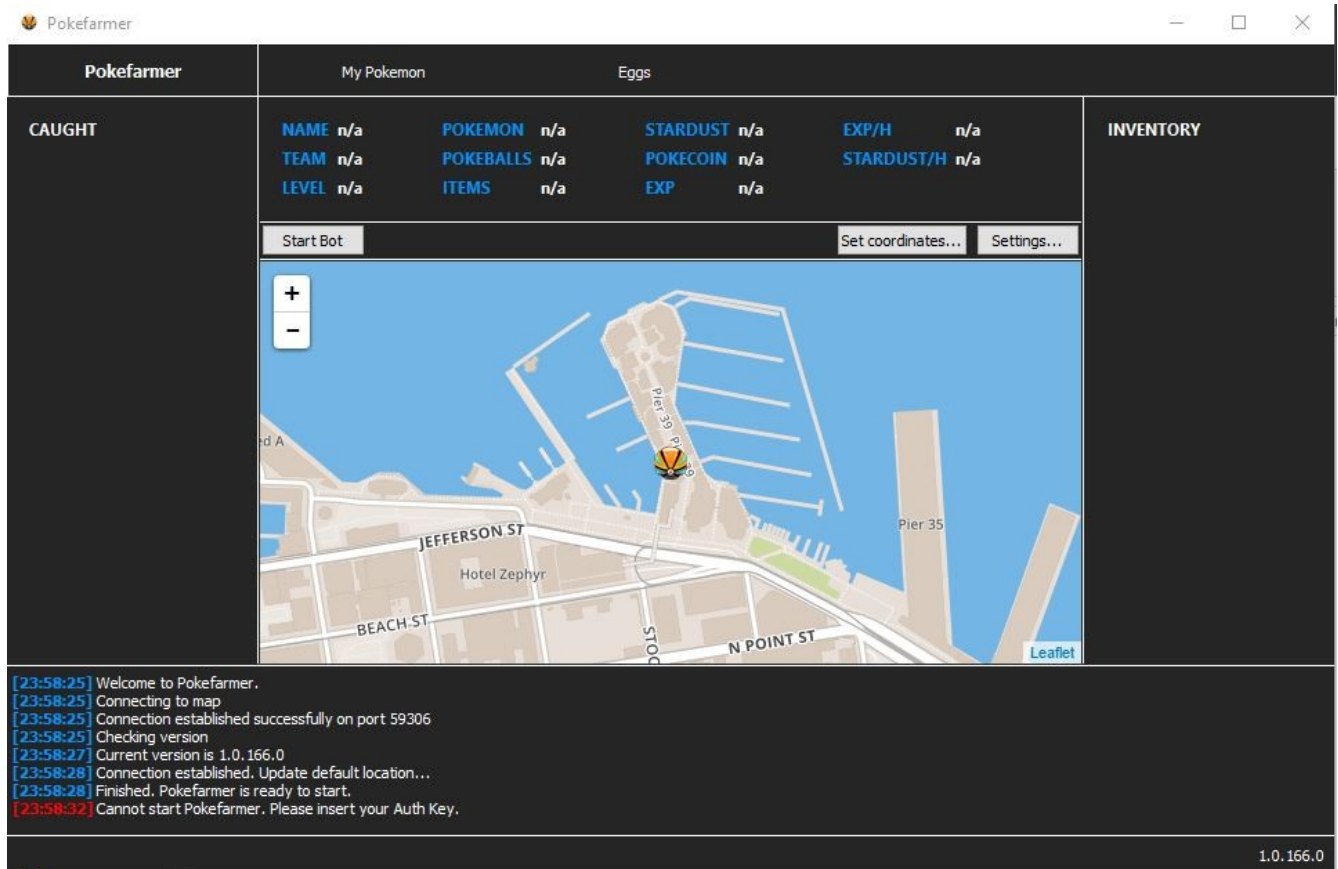 Pokefarmer
Pokefarmer My Pokemon Eggs
CAUGHT
NAME n/a POKEMON n/a STARDUST n/a EXP/H n/a
TEAM n/a POKEBALLS n/a POKECOIN n/a STARDUST/H n/a
LEVEL n/a ITEMS n/a EXP n/a
INVENTORY
Start Bot Set coordinates... Settings...
+
−
Pier 39 Pier 39
ed A
Pier 35
JEFFERSON ST
Hotel Zephyr
BEACH ST
STOC
N POINT ST
Leaflet
[23:58:25] Welcome to Pokefarmer.
[23:58:25] Connecting to map
[23:58:25] Connection established successfully on port 59306
[23:58:25] Checking version
[23:58:27] Current version is 1.0.166.0
[23:58:28] Connection established. Update default location...
[23:58:28] Finished. Pokefarmer is ready to start.
[23:58:32] Cannot start Pokefarmer. Please insert your Auth Key.
1.0.166.0